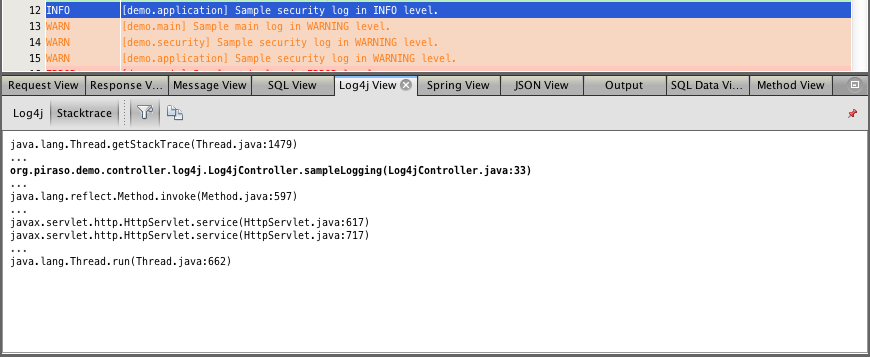 12 INFO [demo.application] Sample security log in INFO level.
13 WARN [demo.main] Sample main log in WARNING level.
14 WARN [demo.security] Sample security log in WARNING level.
15 WARN [demo.application] Sample security log in WARNING level.
Request View Response V... Message View SQL View Log4j View Spring View JSON View Output SQL Data Vi... Method View
Log4j Stacktrace
java.lang.Thread.getStackTrace(Thread.java:1479)
...
org.piraso.demo.controller.log4j.Log4jController.sampleLogging(Log4jController.java:33)
...
java.lang.reflect.Method.invoke(Method.java:597)
...
javax.servlet.http.HttpServlet.service(HttpServlet.java:617)
javax.servlet.http.HttpServlet.service(HttpServlet.java:717)
...
java.lang.Thread.run(Thread.java:662)